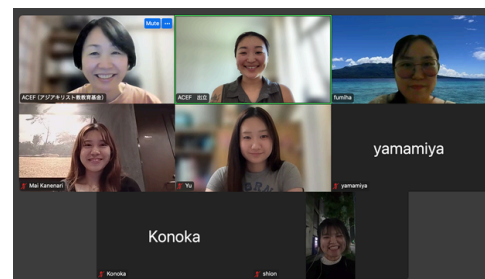 Mute
ACEF (アジアキリスト教教育基金)
ACEF 出立
fumiha
Mai Kanenari
Yu
yamamiya
yamamiya
Konoka
Konoka
shion